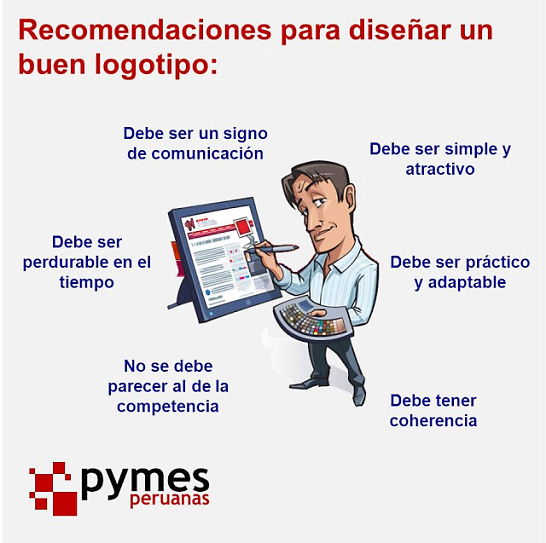 Recomendaciones para diseñar un
buen logotipo:
Debe ser un signo
de comunicación
Debe ser simple y
atractivo
Debe ser
perdurable en el
tiempo
Debe ser práctico
y adaptable
No se debe
parecer al de la
competencia
Debe tener
coherencia
pymes
peruanas